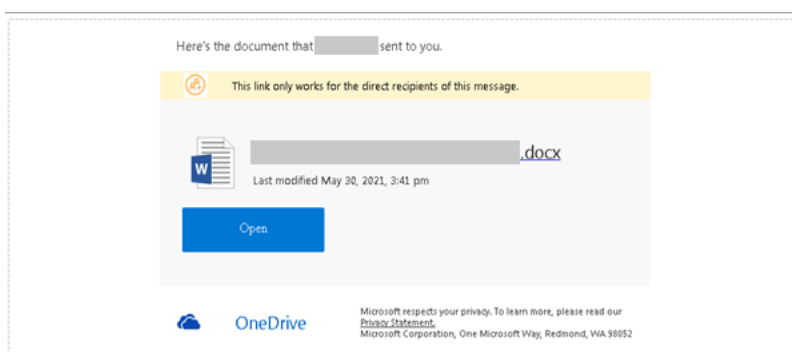 Here's the document that sent to you.
This link only works for the direct recipients of this message.
W
.docx
Last modified May 30, 2021, 3:41 pm
Open
OneDrive
Microsoft respects your privacy. To learn more, please read our
Privacy Statement.
Microsoft Corporation, One Microsoft Way, Redmond, WA 98052